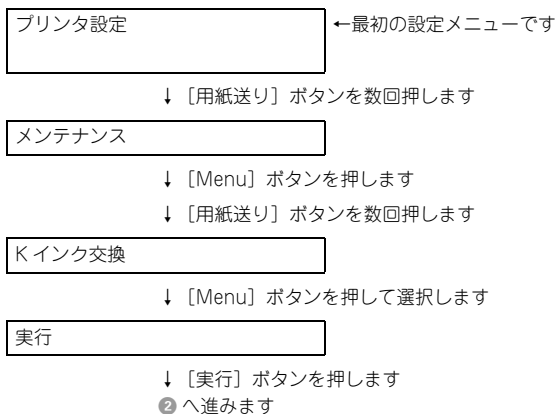 プリンタ設定 ←最初の設定メニューです
↓［用紙送り］ボタンを数回押します
メンテナンス
↓［Menu］ボタンを押します
↓［用紙送り］ボタンを数回押します
Kインク交換
↓［Menu］ボタンを押して選択します
実行
↓［実行］ボタンを押します
❷ へ進みます